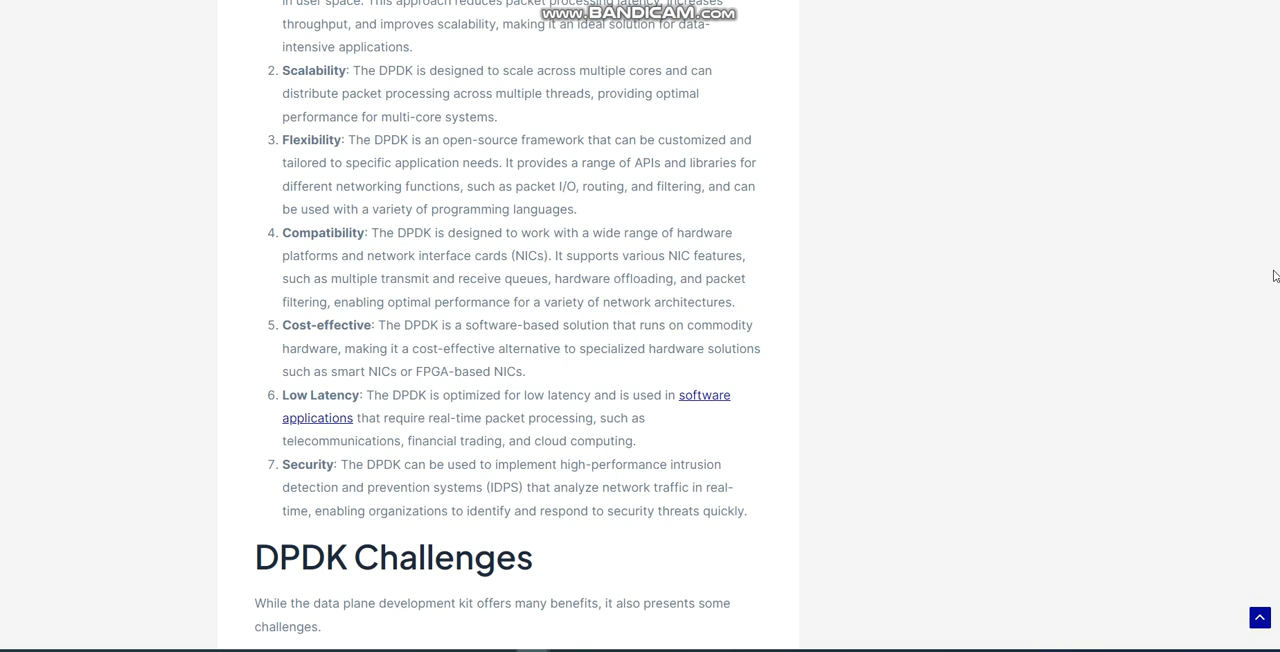 in user space. This approach reduces packet processing latency, increases
www.BANDICAM.com
throughput, and improves scalability, making it an ideal solution for data-
intensive applications.
2. Scalability: The DPDK is designed to scale across multiple cores and can
distribute packet processing across multiple threads, providing optimal
performance for multi-core systems.
3. Flexibility: The DPDK is an open-source framework that can be customized and
tailored to specific application needs. It provides a range of APIs and libraries for
different networking functions, such as packet I/O, routing, and filtering, and can
be used with a variety of programming languages.
4. Compatibility: The DPDK is designed to work with a wide range of hardware
platforms and network interface cards (NICs). It supports various NIC features,
such as multiple transmit and receive queues, hardware offloading, and packet
filtering, enabling optimal performance for a variety of network architectures.
5. Cost-effective: The DPDK is a software-based solution that runs on commodity
hardware, making it a cost-effective alternative to specialized hardware solutions
such as smart NICs or FPGA-based NICs.
6. Low Latency: The DPDK is optimized for low latency and is used in software
applications that require real-time packet processing, such as
telecommunications, financial trading, and cloud computing.
7. Security: The DPDK can be used to implement high-performance intrusion
detection and prevention systems (IDPS) that analyze network traffic in real-
time, enabling organizations to identify and respond to security threats quickly.
DPDK Challenges
While the data plane development kit offers many benefits, it also presents some
challenges.